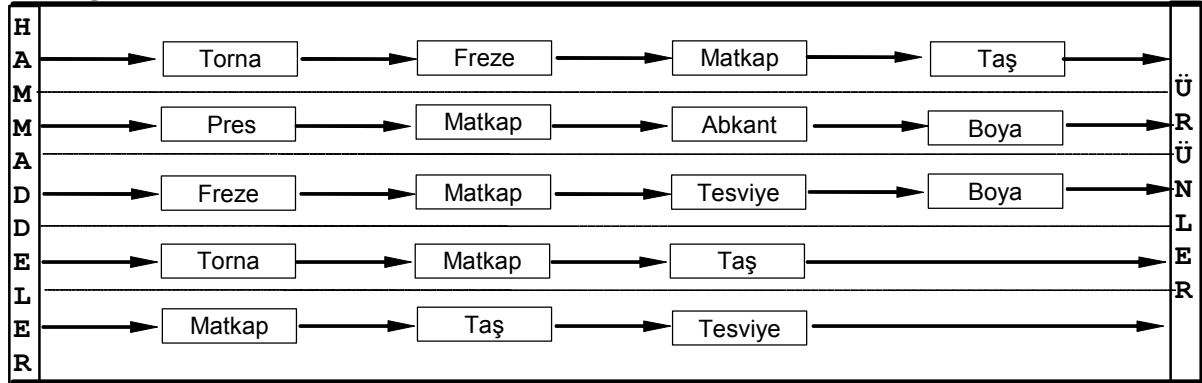 HAMMADDELER
Torna Freze Matkap Taş
Pres Matkap Abkant Boya
Freze Matkap Tesviye Boya
Torna Matkap Taş
Matkap Taş Tesviye
ÜRÜNLER